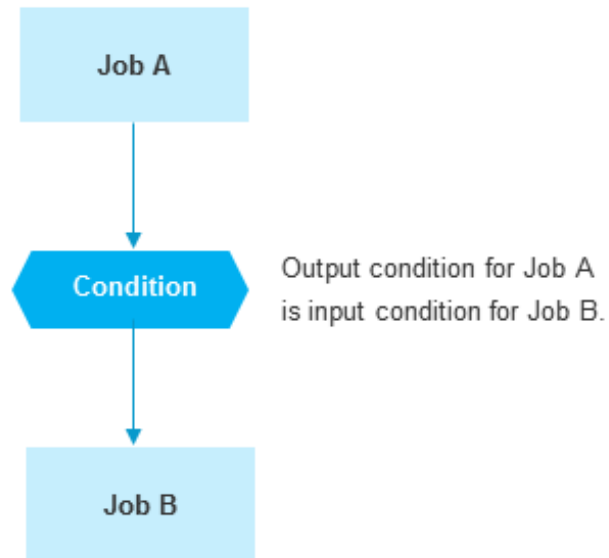 Job A
Condition
Output condition for Job A
is input condition for Job B.
Job B